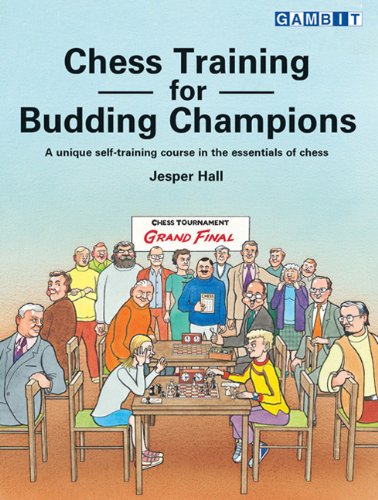 GAMBIT
Chess Training
for
Budding Champions
A unique self-training course in the essentials of chess
Jesper Hall
CHESS TOURNAMENT
GRAND FINAL
CHESS